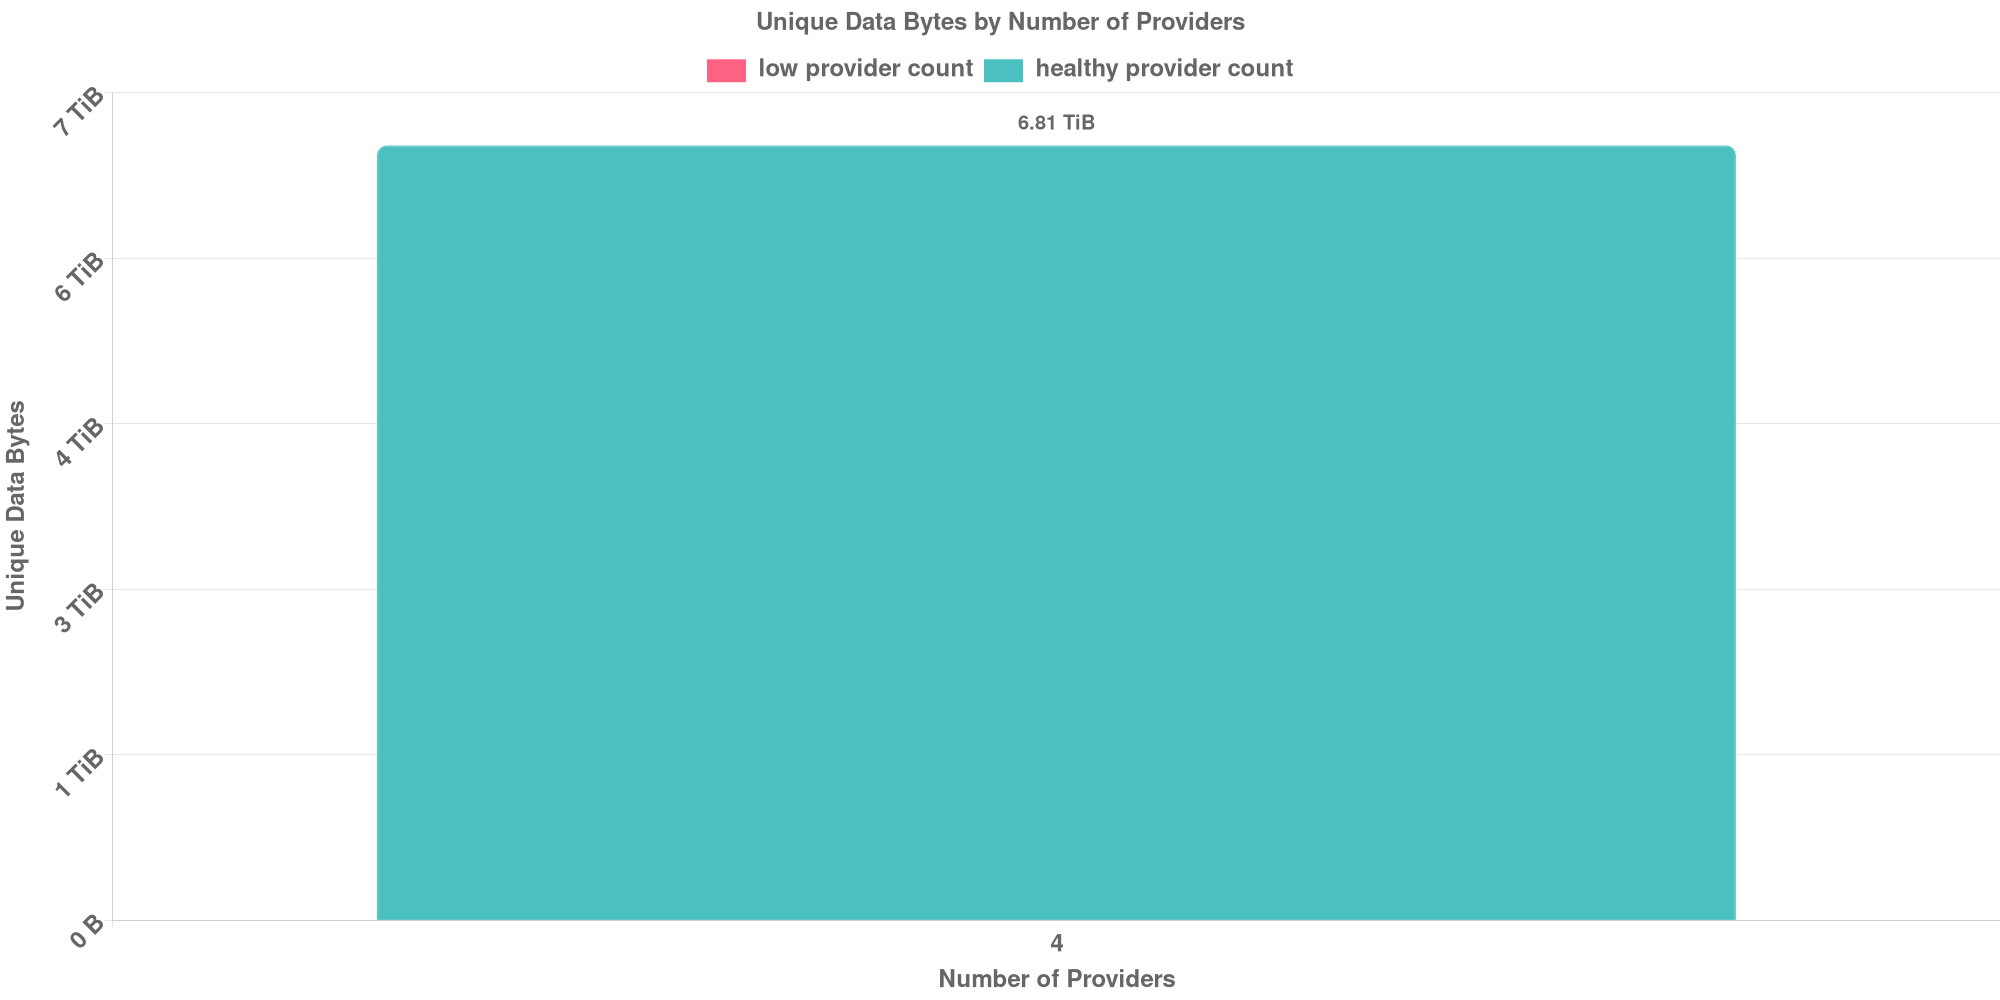 Unique Data Bytes by Number of Providers
low provider count healthy provider count
7 TiB
6.81 TiB
6 TiB
4 TiB
3 TiB
1 TiB
0 B
Unique Data Bytes
4
Number of Providers